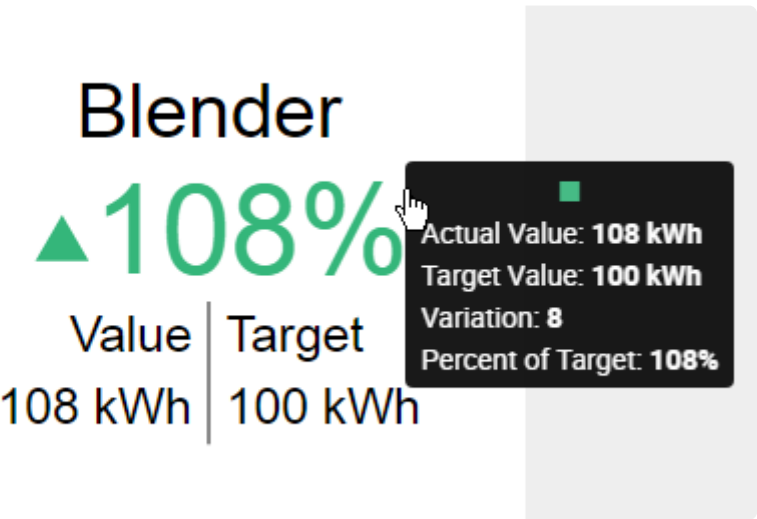 Blender
▲108%
Value | Target
108 kWh | 100 kWh
Actual Value: 108 kWh
Target Value: 100 kWh
Variation: 8
Percent of Target: 108%